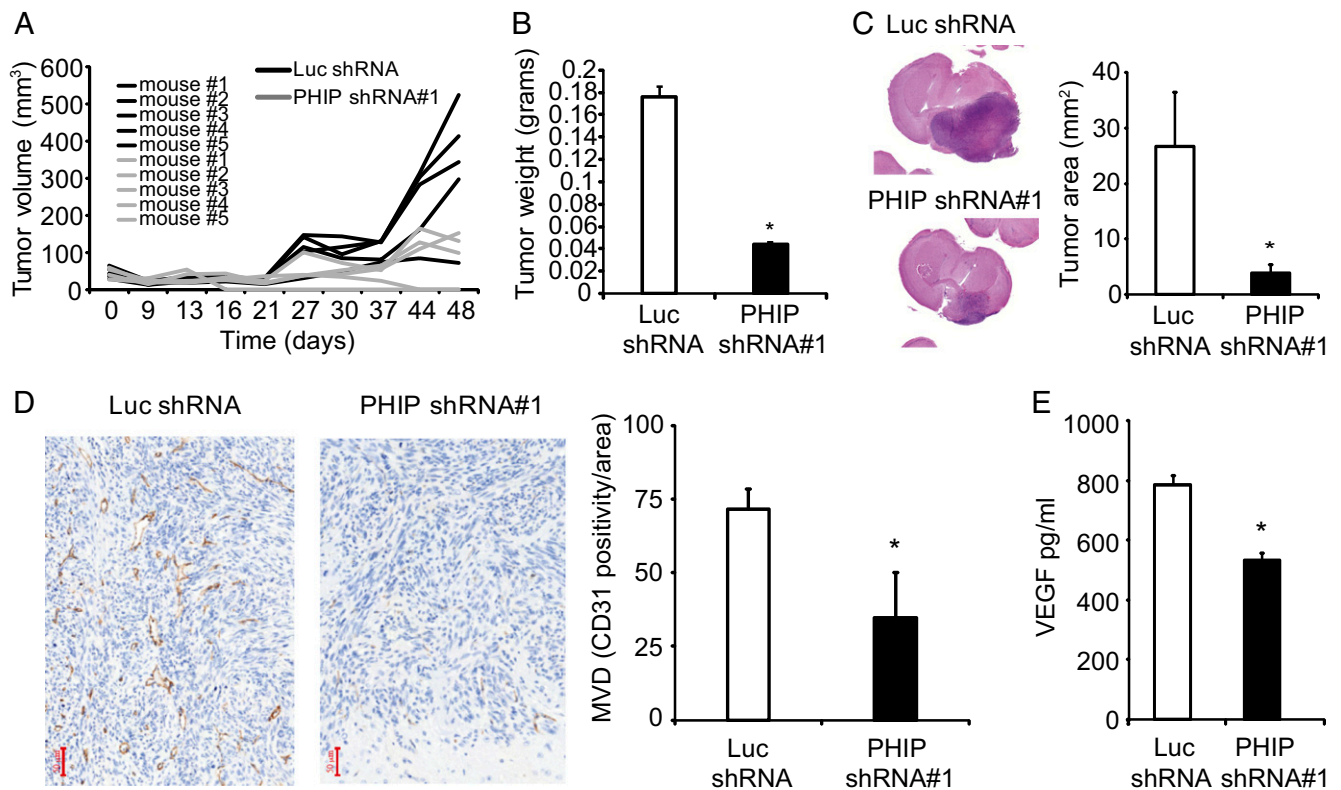 A
Tumor volume (mm³)
600
500
400
300
200
100
0
mouse #1
mouse #2
mouse #3
mouse #4
mouse #5
mouse #1
mouse #2
mouse #3
mouse #4
mouse #5
Luc shRNA
PHIP shRNA#1
0 9 13 16 21 27 30 37 44 48
Time (days)
B
Tumor weight (grams)
0.2
0.18
0.16
0.14
0.12
0.1
0.08
0.06
0.04
0.02
0
*
Luc shRNA
PHIP shRNA#1
C
Luc shRNA
PHIP shRNA#1
Tumor area (mm²)
40
30
20
10
0
*
Luc shRNA
PHIP shRNA#1
D
Luc shRNA
PHIP shRNA#1
50 µm
50 µm
MVD (CD31 positivity/area)
100
75
50
25
0
*
Luc shRNA
PHIP shRNA#1
E
VEGF pg/ml
1000
800
600
400
200
0
*
Luc shRNA
PHIP shRNA#1